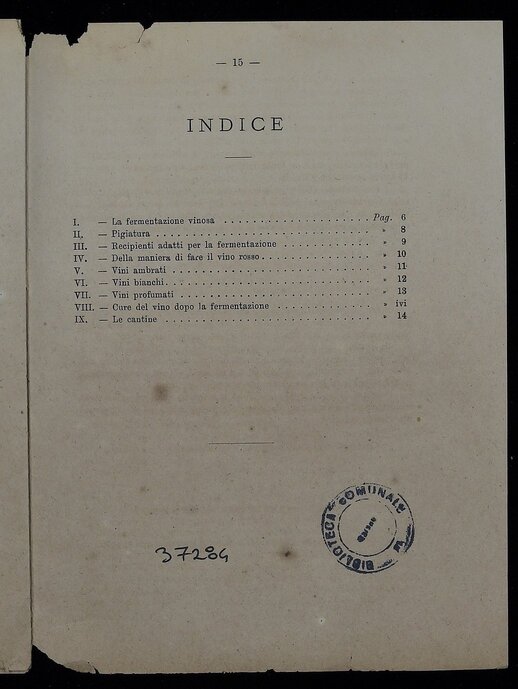 — 15 —
INDICE
I. — La fermentazione vinosa . . . . . . . . . . . . . . . . . . Pag. 6
II. — Pigiatura . . . . . . . . . . . . . . . . . . . . . . . . . . » 8
III. — Recipienti adatti per la fermentazione . . . . . . . . . . » 9
IV. — Della maniera di fare il vino rosso . . . . . . . . . . . . » 10
V. — Vini ambrati . . . . . . . . . . . . . . . . . . . . . . . . » 11
VI. — Vini bianchi . . . . . . . . . . . . . . . . . . . . . . . . » 12
VII. — Vini profumati . . . . . . . . . . . . . . . . . . . . . . . » 13
VIII. — Cure del vino dopo la fermentazione . . . . . . . . . . . » ivi
IX. — Le cantine . . . . . . . . . . . . . . . . . . . . . . . . . » 14
37284
BIBLIOTECA COMUNALE